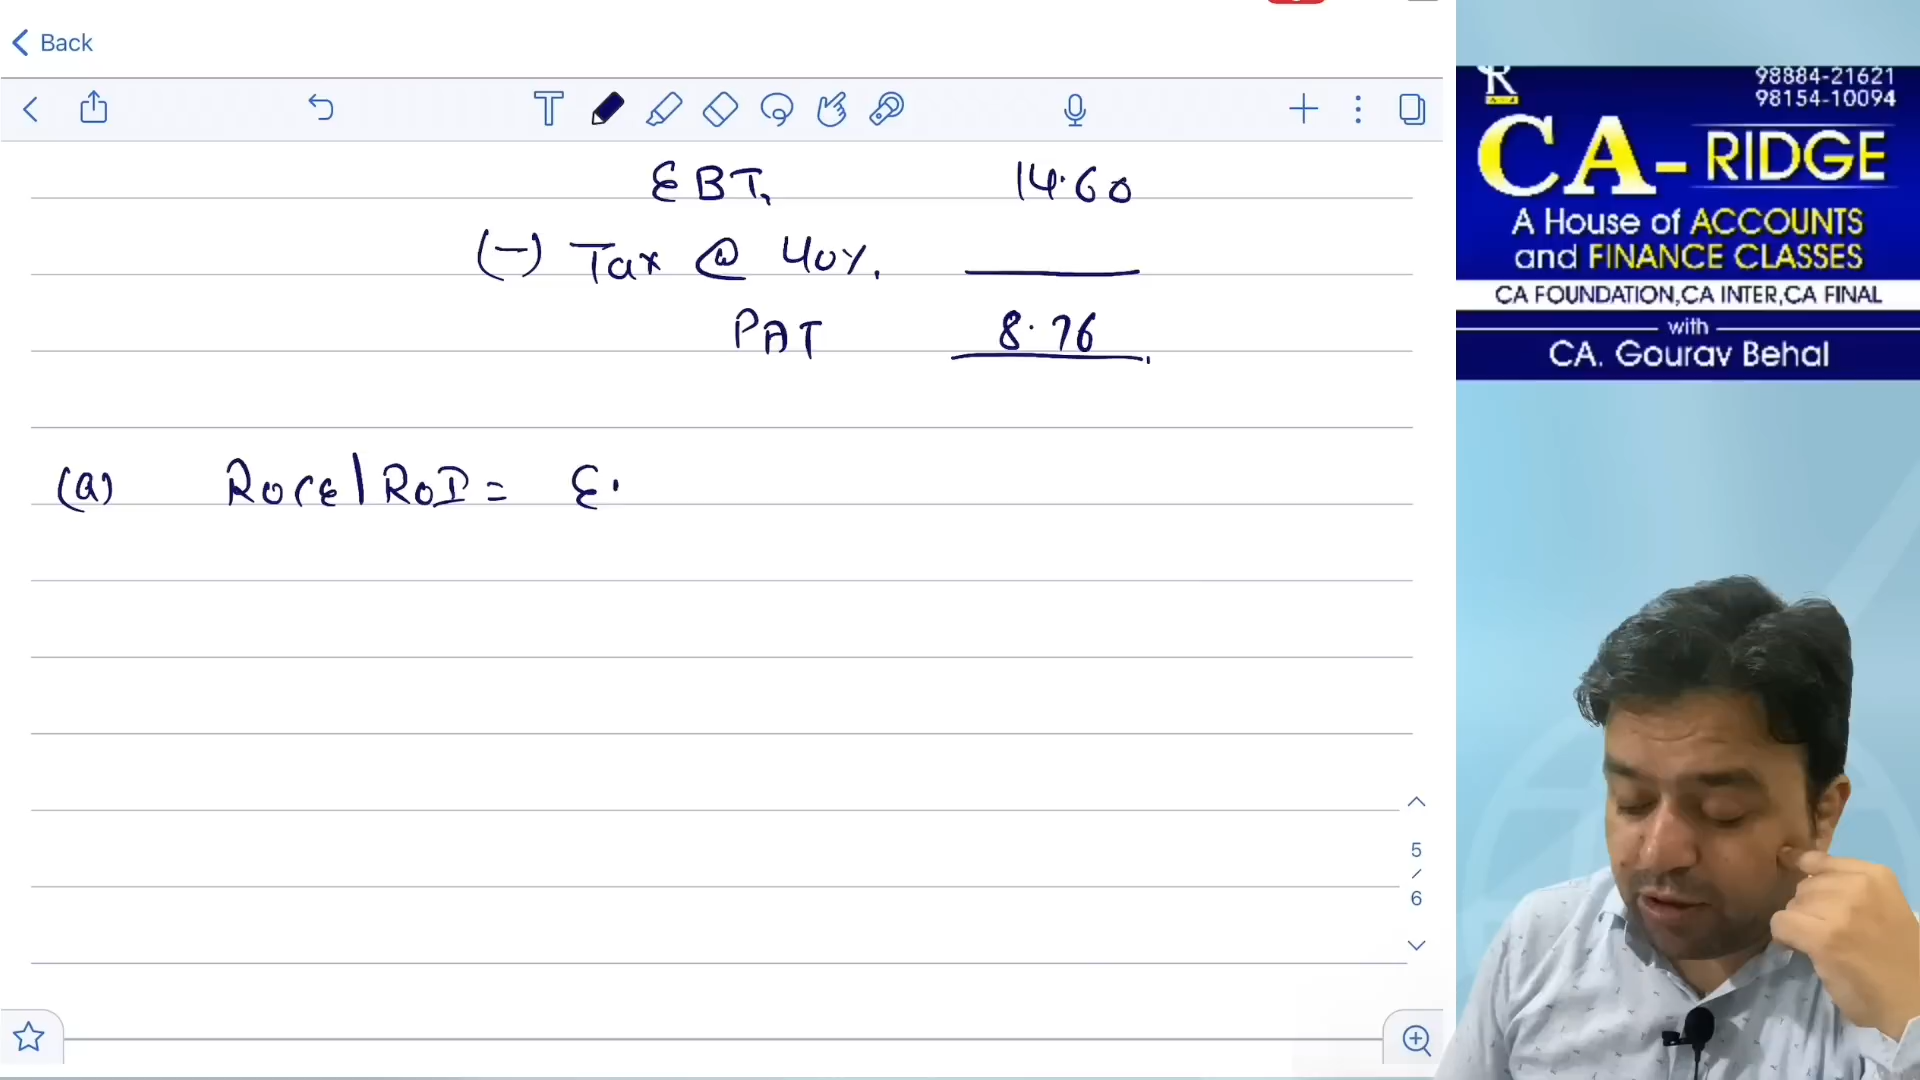 Back
EBT 14.60
(-) Tax @ 40%.
PAT 8.76
(a) ROCE | ROI = E
5
/
6
R
98884-21621
98154-10094
CA-RIDGE
A House of ACCOUNTS
and FINANCE CLASSES
CA FOUNDATION,CA INTER,CA FINAL
with
CA. Gourav Behal